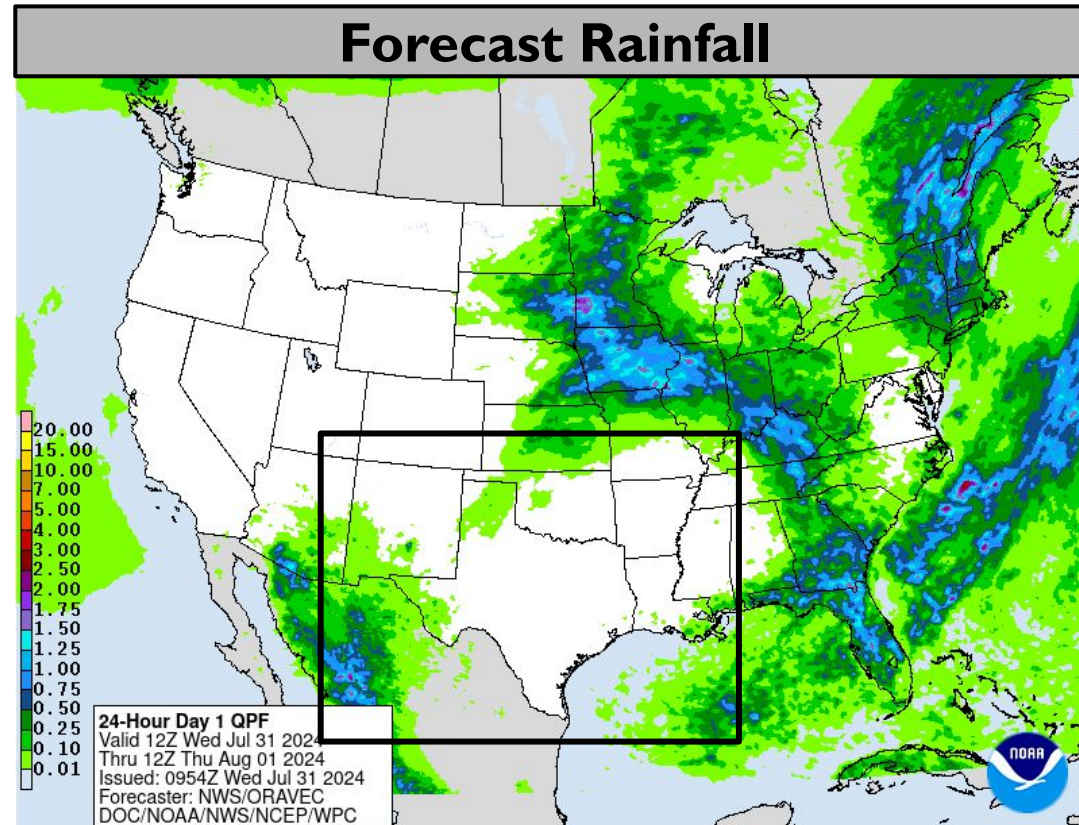 Forecast Rainfall
20.00
15.00
10.00
7.00
5.00
4.00
3.00
2.50
2.00
1.75
1.50
1.25
1.00
0.75
0.50
0.25
0.10
0.01
24-Hour Day 1 QPF
Valid 12Z Wed Jul 31 2024
Thru 12Z Thu Aug 01 2024
Issued: 0954Z Wed Jul 31 2024
Forecaster: NWS/ORAVEC
DOC/NOAA/NWS/NCEP/WPC
NOAA